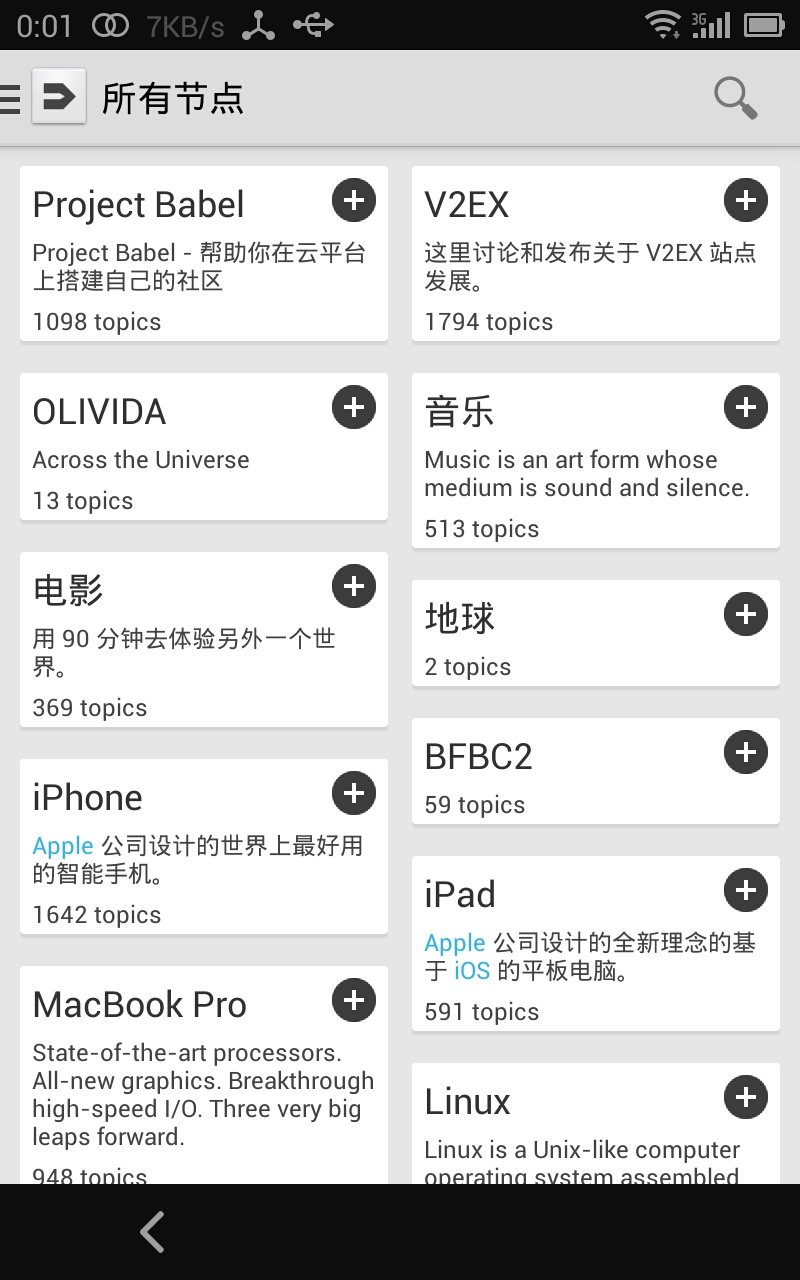 0:01
7KB/s
3G
所有节点
Project Babel
Project Babel - 帮助你在云平台
上搭建自己的社区
1098 topics
V2EX
这里讨论和发布关于 V2EX 站点
发展。
1794 topics
OLIVIDA
Across the Universe
13 topics
音乐
Music is an art form whose
medium is sound and silence.
513 topics
电影
用 90 分钟去体验另外一个世
界。
369 topics
地球
2 topics
BFBC2
59 topics
iPhone
Apple 公司设计的世界上最好用
的智能手机。
1642 topics
iPad
Apple 公司设计的全新理念的基
于 iOS 的平板电脑。
591 topics
MacBook Pro
State-of-the-art processors.
All-new graphics. Breakthrough
high-speed I/O. Three very big
leaps forward.
948 topics
Linux
Linux is a Unix-like computer
operating system assembled